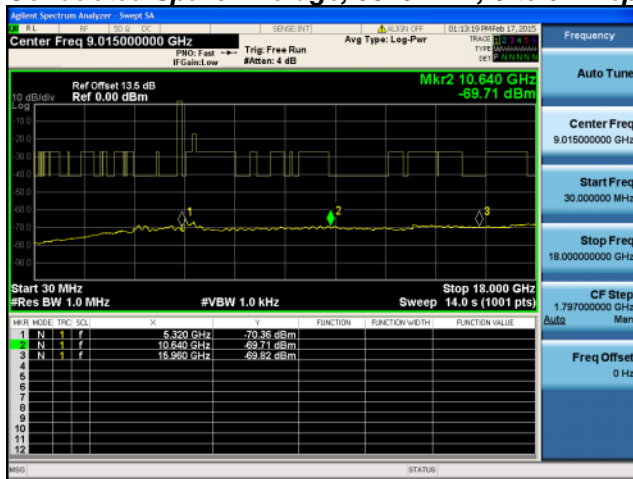 Agilent Spectrum Analyzer - Swept SA
RL RF 50 Ω DC SENSE:INT ALIGN OFF 01:13:19 PM Feb 17, 2015
Center Freq 9.015000000 GHz
PNO: Fast
IFGain:Low
Trig: Free Run
#Atten: 4 dB
Avg Type: Log-Pwr
TRACE 1 2 3 4 5 6
TYPE
DET P N N N N N
Frequency
Ref Offset 13.5 dB
Ref 0.00 dBm
10 dB/div
Log
Mkr2 10.640 GHz
-69.71 dBm
-10.0
-20.0
-30.0
-40.0
-50.0
-60.0
-70.0
-80.0
-90.0
1
2
3
Start 30 MHz
#Res BW 1.0 MHz
#VBW 1.0 kHz
Stop 18.000 GHz
Sweep 14.0 s (1001 pts)
MKR MODE TRC SCL X Y FUNCTION FUNCTION WIDTH FUNCTION VALUE
1 N 1 f 5.320 GHz -70.36 dBm
2 N 1 f 10.640 GHz -69.71 dBm
3 N 1 f 15.960 GHz -69.82 dBm
4
5
6
7
8
9
10
11
12
MSG STATUS
Auto Tune
Center Freq
9.015000000 GHz
Start Freq
30.000000 MHz
Stop Freq
18.000000000 GHz
CF Step
1.797000000 GHz
Auto Man
Freq Offset
0 Hz